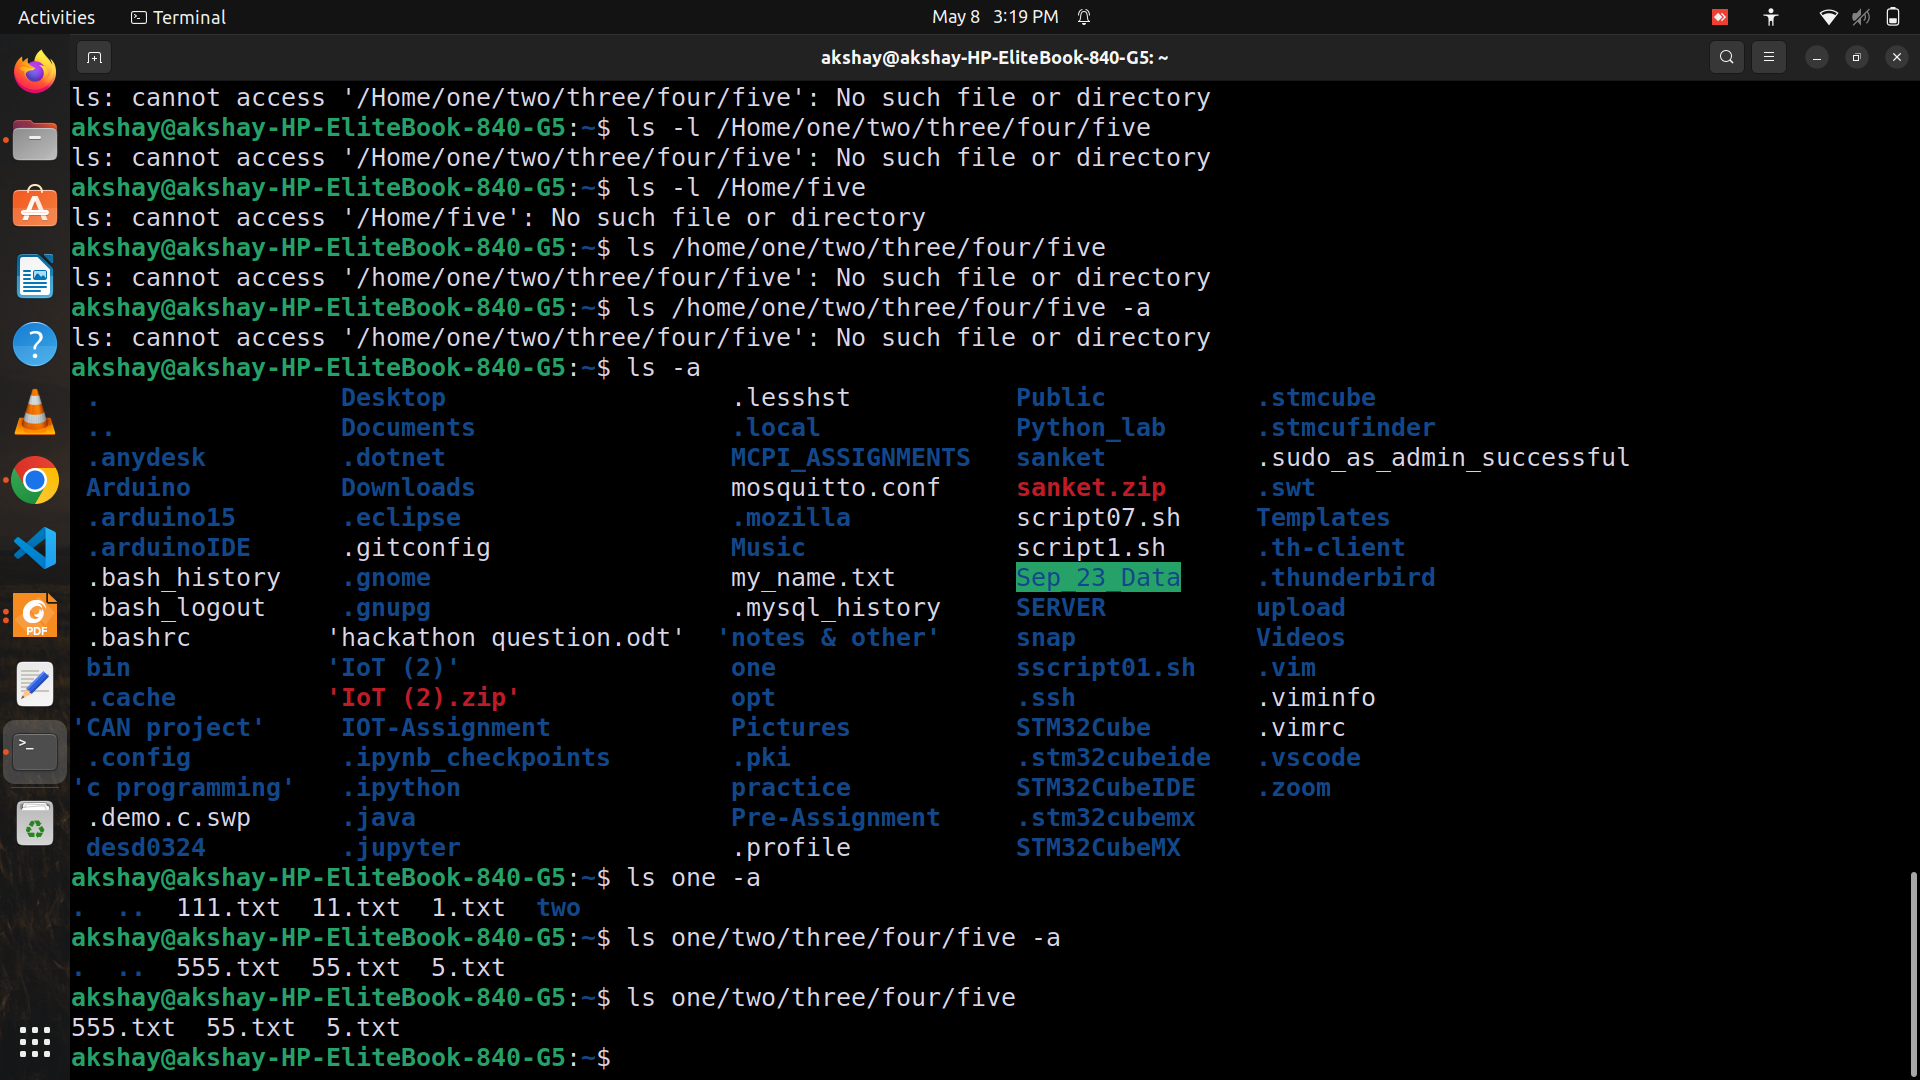 Activities Terminal May 8 3:19 PM
akshay@akshay-HP-EliteBook-840-G5: ~
ls: cannot access '/Home/one/two/three/four/five': No such file or directory
akshay@akshay-HP-EliteBook-840-G5:~$ ls -l /Home/one/two/three/four/five
ls: cannot access '/Home/one/two/three/four/five': No such file or directory
akshay@akshay-HP-EliteBook-840-G5:~$ ls -l /Home/five
ls: cannot access '/Home/five': No such file or directory
akshay@akshay-HP-EliteBook-840-G5:~$ ls /home/one/two/three/four/five
ls: cannot access '/home/one/two/three/four/five': No such file or directory
akshay@akshay-HP-EliteBook-840-G5:~$ ls /home/one/two/three/four/five -a
ls: cannot access '/home/one/two/three/four/five': No such file or directory
akshay@akshay-HP-EliteBook-840-G5:~$ ls -a
. Desktop .lesshst Public .stmcube
.. Documents .local Python_lab .stmcufinder
.anydesk .dotnet MCPI_ASSIGNMENTS sanket .sudo_as_admin_successful
Arduino Downloads mosquitto.conf sanket.zip .swt
.arduino15 .eclipse .mozilla script07.sh Templates
.arduinoIDE .gitconfig Music script1.sh .th-client
.bash_history .gnome my_name.txt Sep_23_Data .thunderbird
.bash_logout .gnupg .mysql_history SERVER upload
.bashrc 'hackathon question.odt' 'notes & other' snap Videos
bin 'IoT (2)' one sscript01.sh .vim
.cache 'IoT (2).zip' opt .ssh .viminfo
'CAN project' IOT-Assignment Pictures STM32Cube .vimrc
.config .ipynb_checkpoints .pki .stm32cubeide .vscode
'c programming' .ipython practice STM32CubeIDE .zoom
.demo.c.swp .java Pre-Assignment .stm32cubemx
desd0324 .jupyter .profile STM32CubeMX
akshay@akshay-HP-EliteBook-840-G5:~$ ls one -a
. .. 111.txt 11.txt 1.txt two
akshay@akshay-HP-EliteBook-840-G5:~$ ls one/two/three/four/five -a
. .. 555.txt 55.txt 5.txt
akshay@akshay-HP-EliteBook-840-G5:~$ ls one/two/three/four/five
555.txt 55.txt 5.txt
akshay@akshay-HP-EliteBook-840-G5:~$
PDF